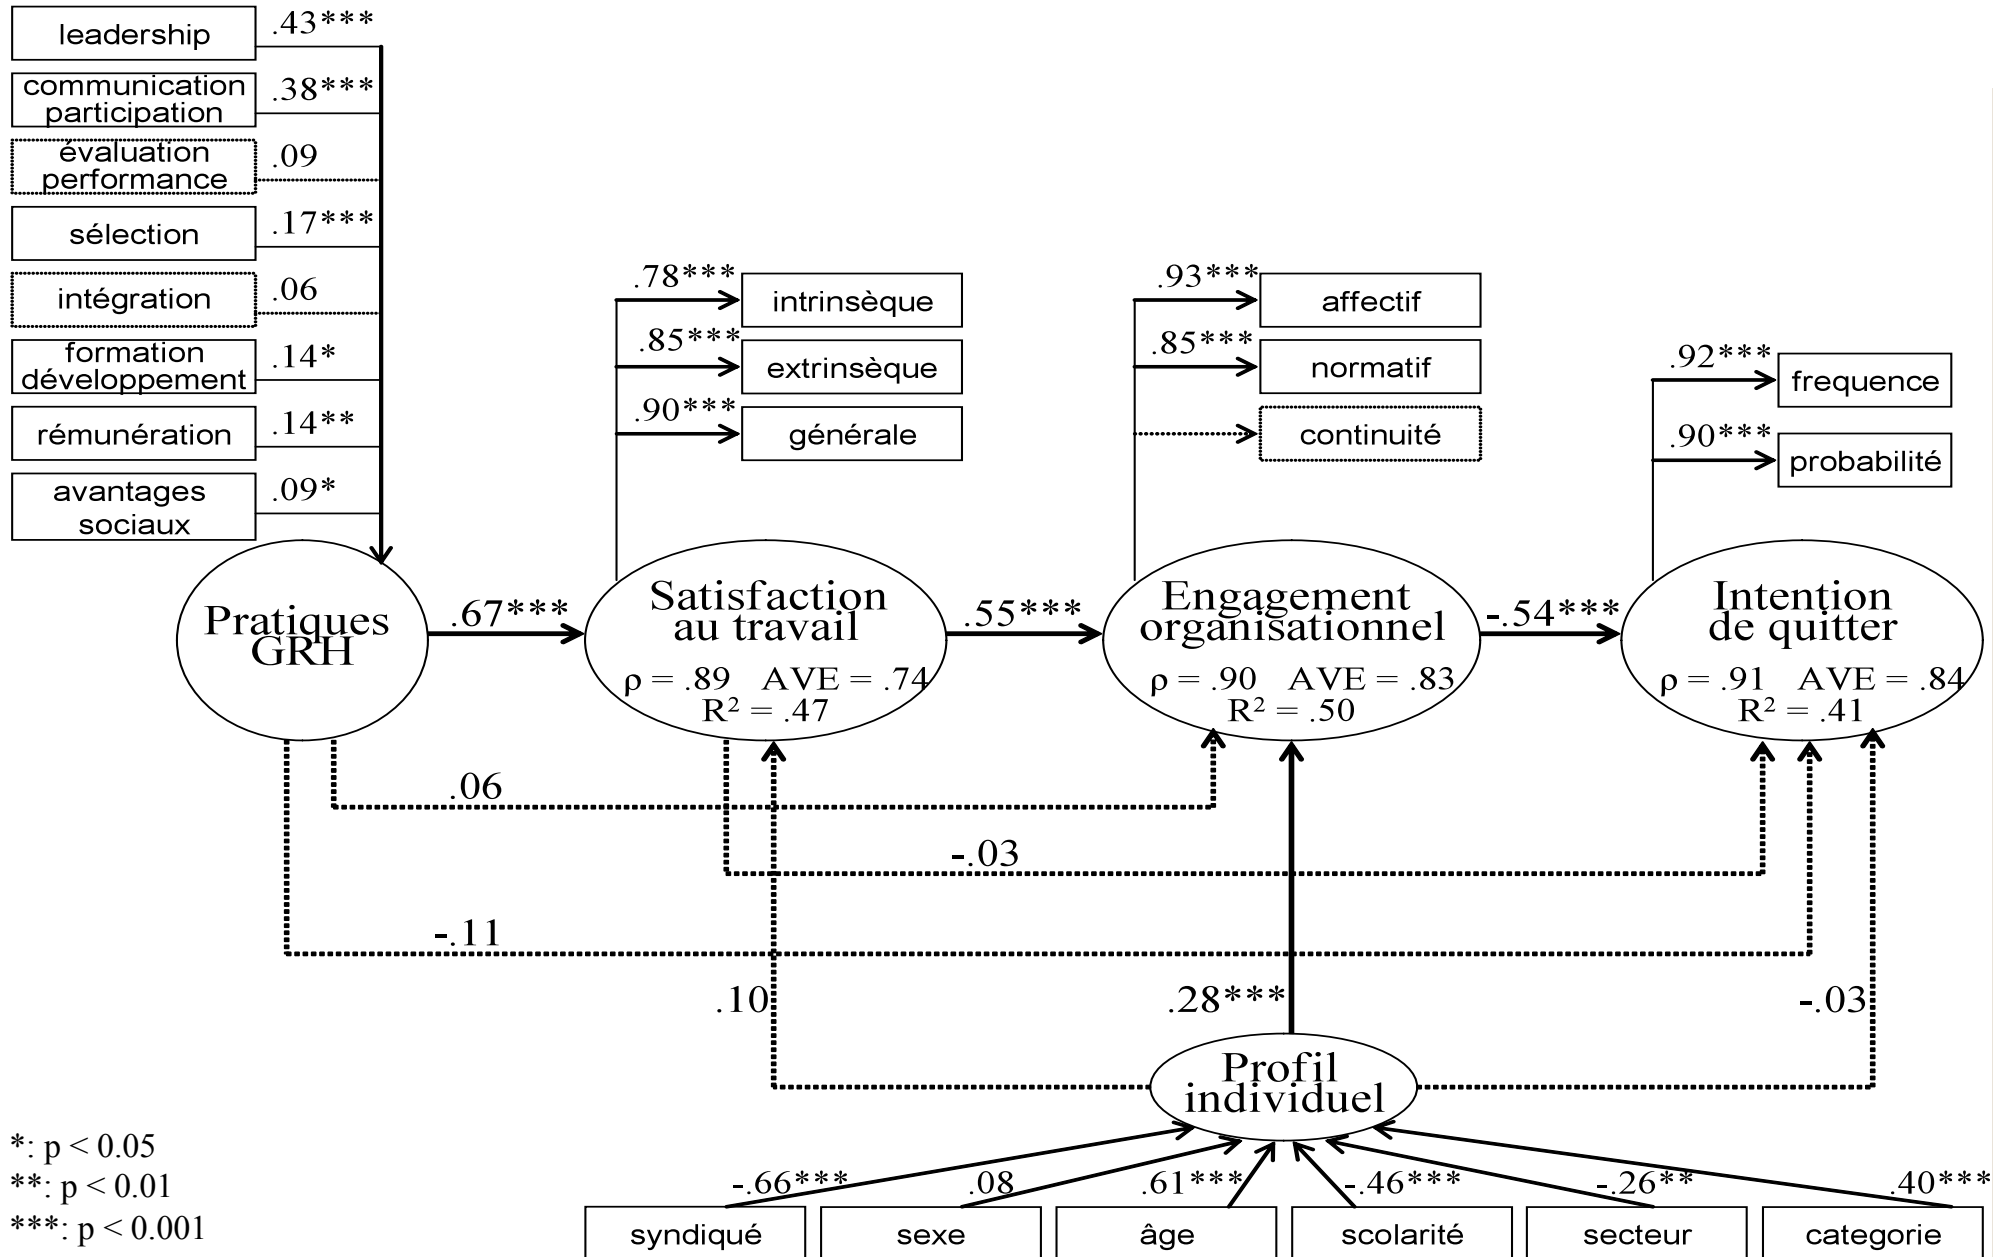 leadership
.43***
communication
participation
.38***
évaluation
performance
.09
sélection
.17***
intégration
.06
formation
développement
.14*
rémunération
.14**
avantages
sociaux
.09*
.78***
intrinsèque
.85***
extrinsèque
.90***
générale
.93***
affectif
.85***
normatif
continuité
.92***
frequence
.90***
probabilité
Pratiques
GRH
.67***
Satisfaction
au travail
ρ = .89 AVE = .74
R² = .47
.55***
Engagement
organisationnel
ρ = .90 AVE = .83
R² = .50
-.54***
Intention
de quitter
ρ = .91 AVE = .84
R² = .41
.06
-.03
-.11
.10
.28***
-.03
Profil
individuel
*: p < 0.05
**: p < 0.01
***: p < 0.001
-.66***
.08
.61***
-.46***
-.26**
.40***
syndiqué
sexe
âge
scolarité
secteur
categorie